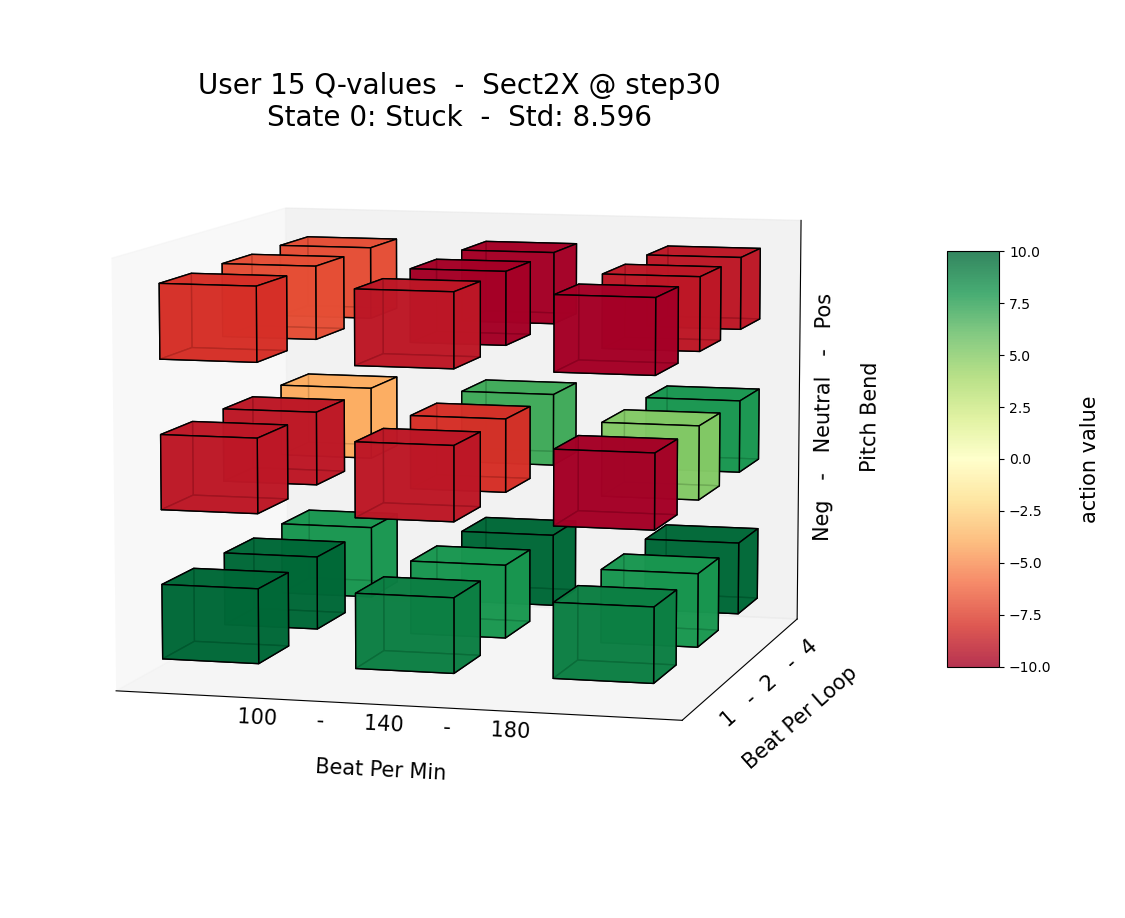 User 15 Q-values  -  Sect2X @ step30
State 0: Stuck  -  Std: 8.596
Neg  -  Neutral  -  Pos
Pitch Bend
1 - 2 - 4
Beat Per Loop
100  -  140  -  180
Beat Per Min
10.0
7.5
5.0
2.5
0.0
−2.5
−5.0
−7.5
−10.0
action value